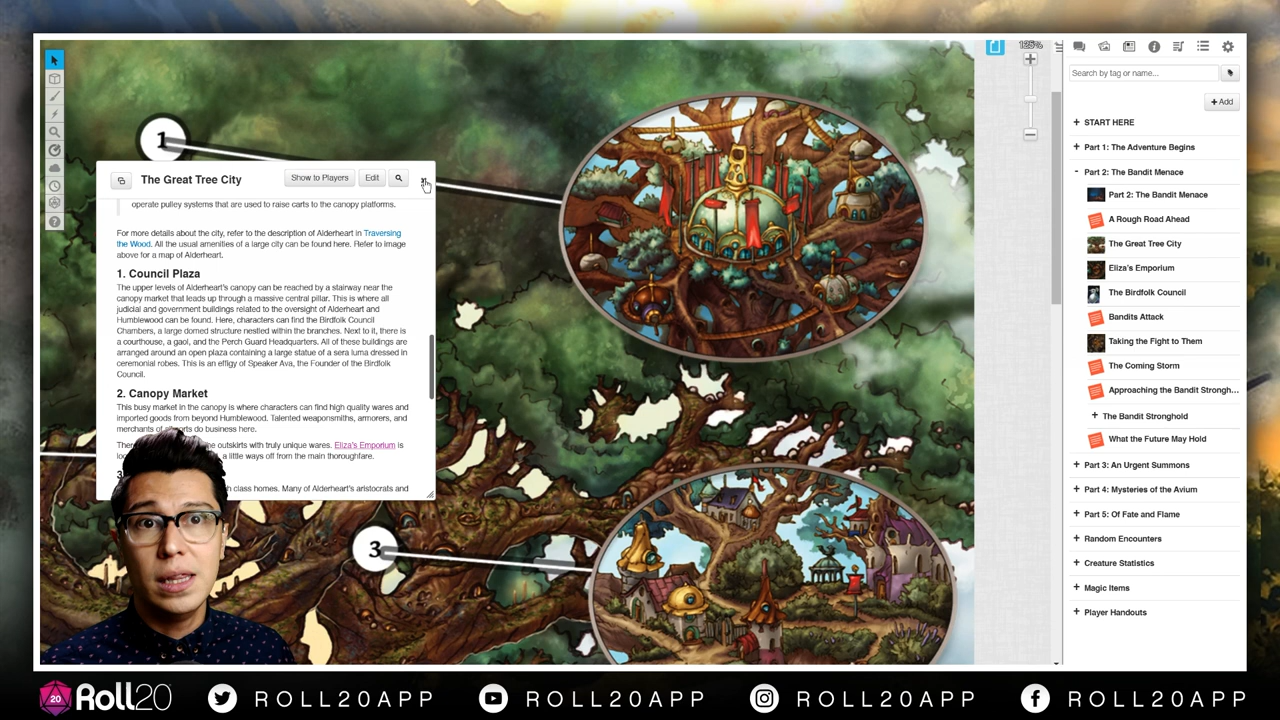 125%
1
The Great Tree City
Show to Players
Edit
operate pulley systems that are used to raise carts to the canopy platforms.
For more details about the city, refer to the description of Alderheart in Traversing
the Wood. All the usual amenities of a large city can be found here. Refer to image
above for a map of Alderheart.
1. Council Plaza
The upper levels of Alderheart's canopy can be reached by a stairway near the
canopy market that leads up through a massive central pillar. This is where all
judicial and government buildings related to the oversight of Alderheart and
Humblewood can be found. Here, characters can find the Birdfolk Council
Chambers, a large domed structure nestled within the branches. Next to it, there is
a courthouse, a gaol, and the Perch Guard Headquarters. All of these buildings are
arranged around an open plaza containing a large statue of a sera luma dressed in
ceremonial robes. This is an effigy of Speaker Ava, the Founder of the Birdfolk
Council.
2. Canopy Market
This busy market in the canopy is where characters can find high quality wares and
imported goods from beyond Humblewood. Talented weaponsmiths, armorers, and
merchants of do business here.
outskirts with truly unique wares. Eliza's Emporium is
a little ways off from the main thoroughfare.
3
class homes. Many of Alderheart's aristocrats and
3
Search by tag or name...
+ Add
+ START HERE
+ Part 1: The Adventure Begins
- Part 2: The Bandit Menace
Part 2: The Bandit Menace
A Rough Road Ahead
The Great Tree City
Eliza's Emporium
The Birdfolk Council
Bandits Attack
Taking the Fight to Them
The Coming Storm
Approaching the Bandit Strongh...
+ The Bandit Stronghold
What the Future May Hold
+ Part 3: An Urgent Summons
+ Part 4: Mysteries of the Avium
+ Part 5: Of Fate and Flame
+ Random Encounters
+ Creature Statistics
+ Magic Items
+ Player Handouts
20 Roll20 ROLL20APP ROLL20APP ROLL20APP ROLL20APP